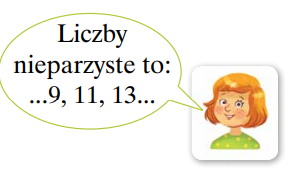 Liczby
nieparzyste to:
...9, 11, 13...